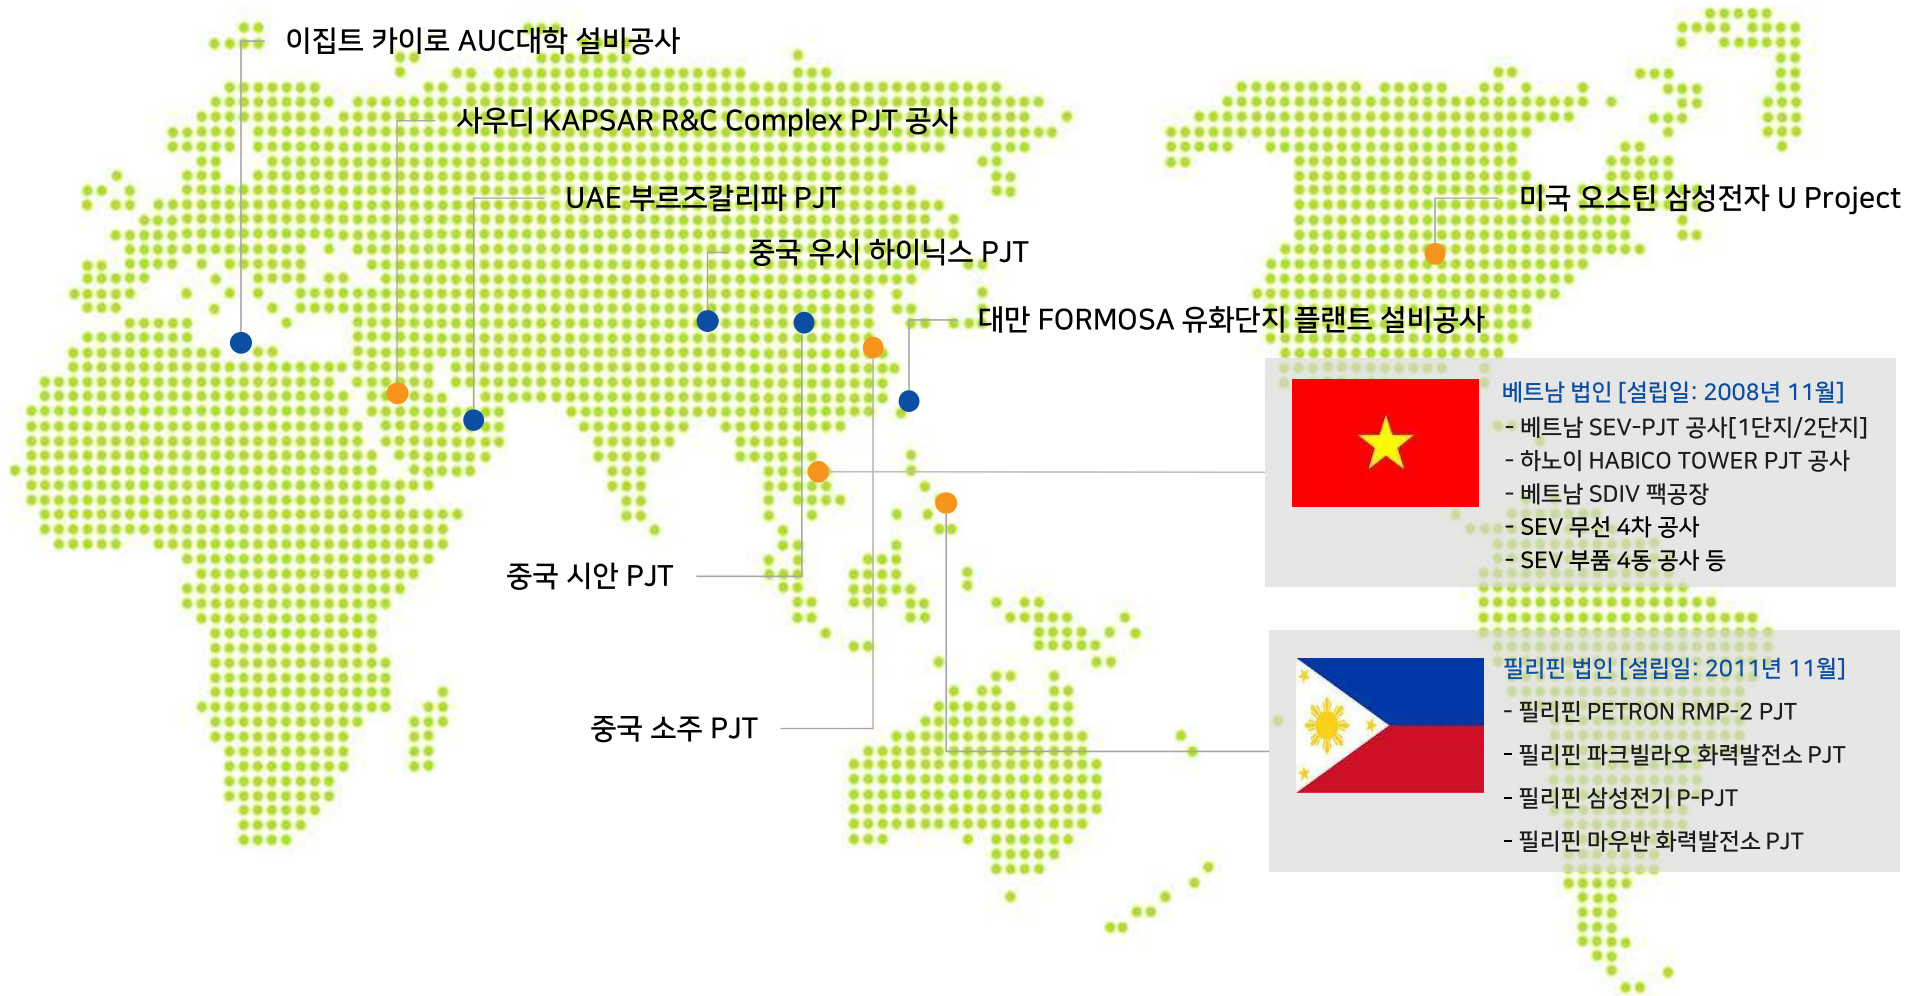 이집트 카이로 AUC대학 설비공사
사우디 KAPSAR R&C Complex PJT 공사
UAE 부르즈칼리파 PJT
미국 오스틴 삼성전자 U Project
중국 우시 하이닉스 PJT
대만 FORMOSA 유화단지 플랜트 설비공사
베트남 법인 [설립일: 2008년 11월]
- 베트남 SEV-PJT 공사[1단지/2단지]
- 하노이 HABICO TOWER PJT 공사
- 베트남 SDIV 팩공장
- SEV 무선 4차 공사
- SEV 부품 4동 공사 등
중국 시안 PJT
필리핀 법인 [설립일: 2011년 11월]
- 필리핀 PETRON RMP-2 PJT
- 필리핀 파크빌라오 화력발전소 PJT
- 필리핀 삼성전기 P-PJT
- 필리핀 마우반 화력발전소 PJT
중국 소주 PJT